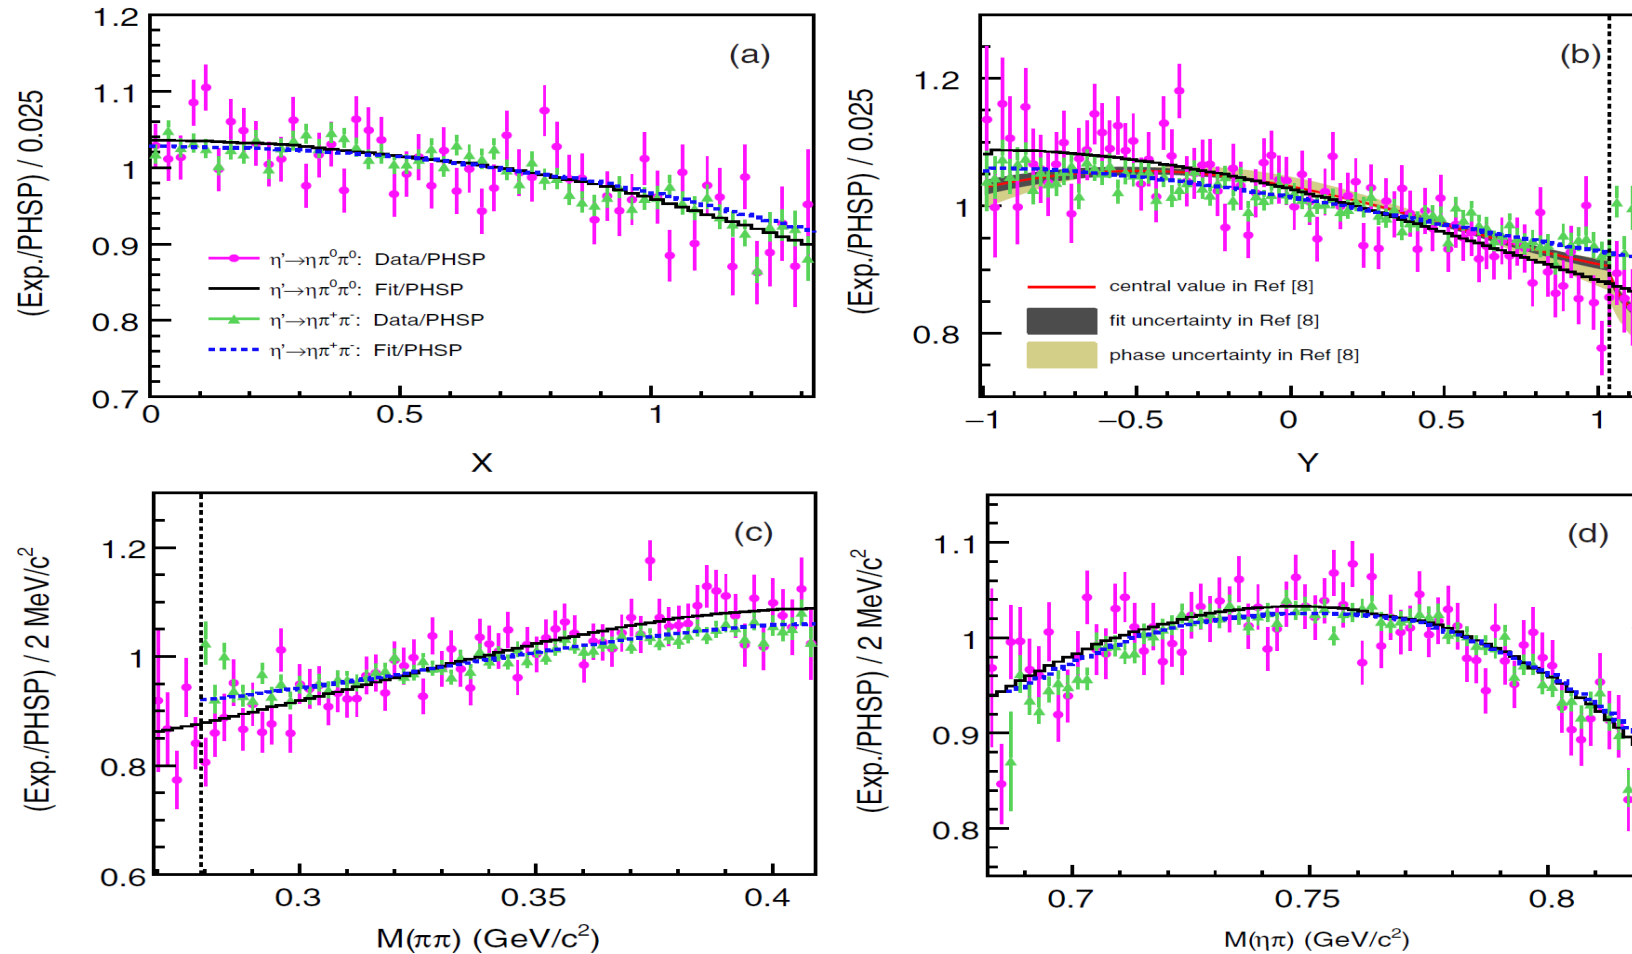 1.2
1.1
1
0.9
0.8
0.7
(Exp./PHSP) / 0.025
(a)
η'→ηπ⁰π⁰: Data/PHSP
η'→ηπ⁰π⁰: Fit/PHSP
η'→ηπ⁺π⁻: Data/PHSP
η'→ηπ⁺π⁻: Fit/PHSP
0 0.5 1
X
1.2
1
0.8
(Exp./PHSP) / 0.025
(b)
central value in Ref [8]
fit uncertainty in Ref [8]
phase uncertainty in Ref [8]
−1 −0.5 0 0.5 1
Y
1.2
1
0.8
0.6
(Exp./PHSP) / 2 MeV/c²
(c)
0.3 0.35 0.4
M(ππ) (GeV/c²)
1.1
1
0.9
0.8
(Exp./PHSP) / 2 MeV/c²
(d)
0.7 0.75 0.8
M(ηπ) (GeV/c²)